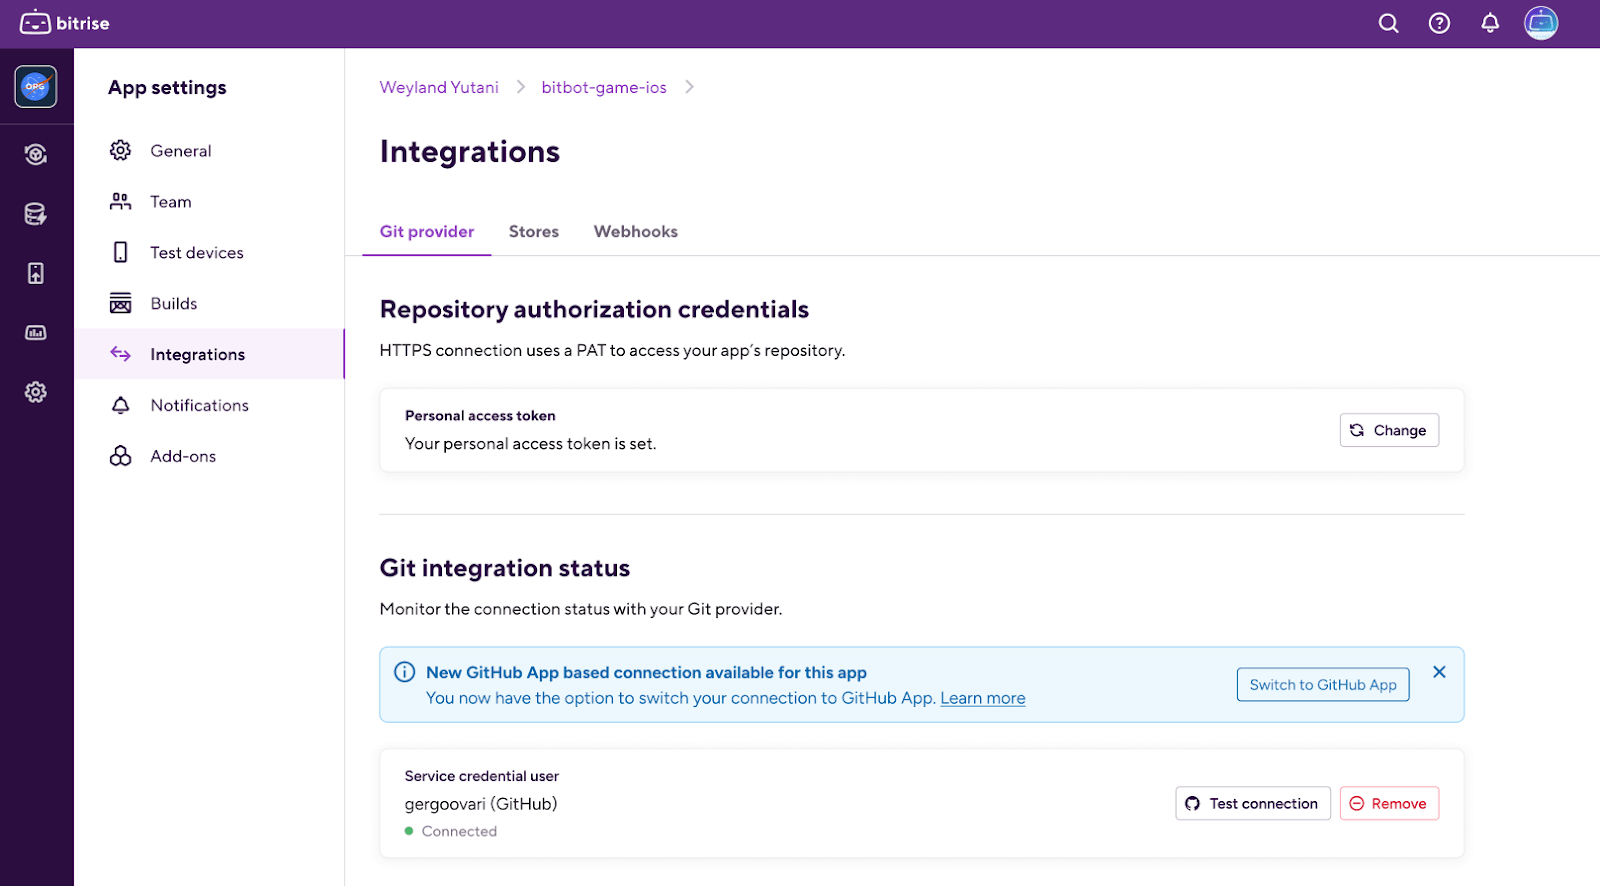 bitrise
OPG
App settings
General
Team
Test devices
Builds
Integrations
Notifications
Add-ons
Weyland Yutani
bitbot-game-ios
Integrations
Git provider
Stores
Webhooks
Repository authorization credentials
HTTPS connection uses a PAT to access your app's repository.
Personal access token
Your personal access token is set.
Change
Git integration status
Monitor the connection status with your Git provider.
New GitHub App based connection available for this app
You now have the option to switch your connection to GitHub App. Learn more
Switch to GitHub App
Service credential user
gergoovari (GitHub)
Connected
Test connection
Remove